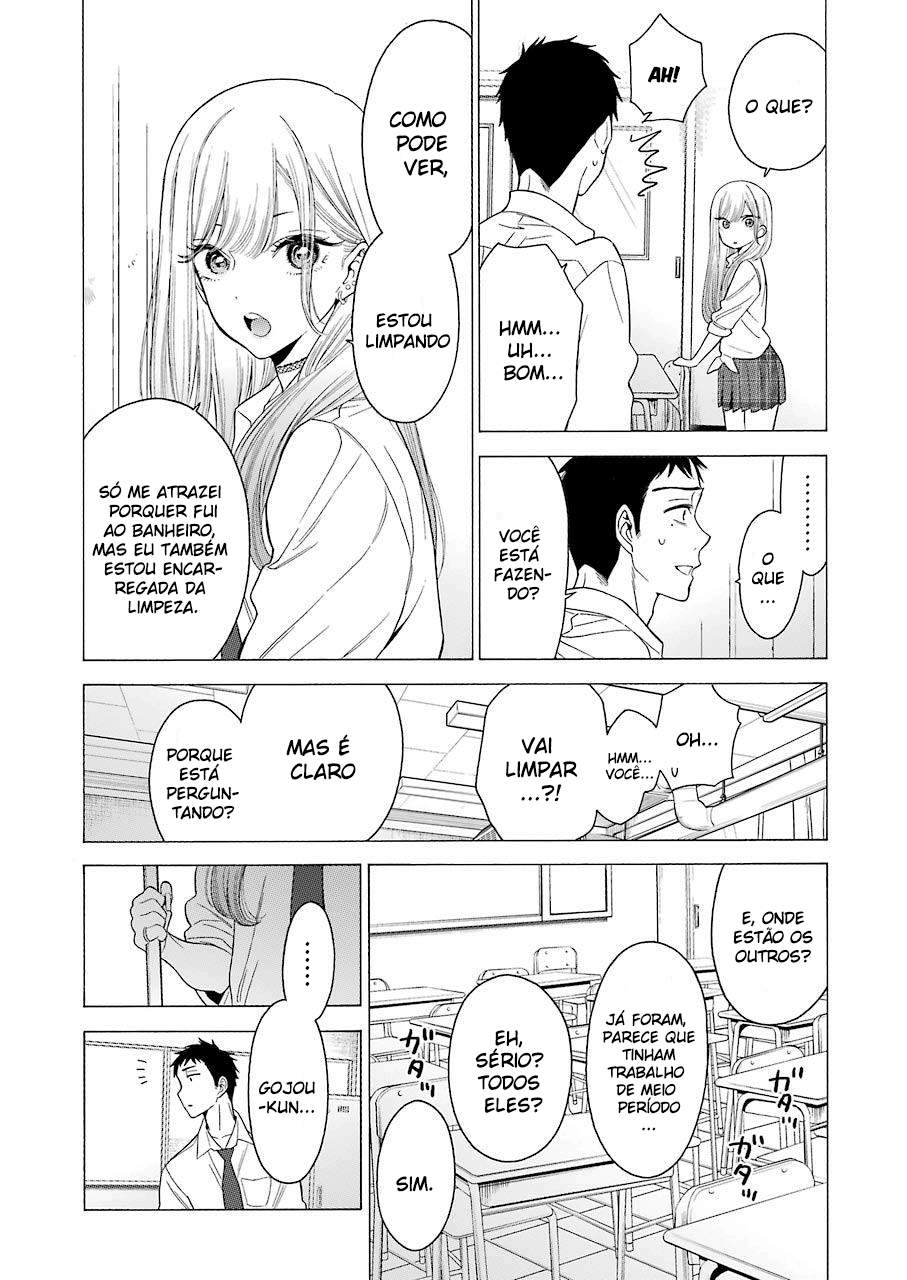 AH!
O QUE?
HMM...
UH...
BOM...
COMO
PODE
VER,
ESTOU
LIMPANDO
SÓ ME ATRAZEI
PORQUER FUI
AO BANHEIRO,
MAS EU TAMBÉM
ESTOU ENCAR-
REGADA DA
LIMPEZA.
.........
O
QUE
...
VOCÊ
ESTÁ
FAZEN-
DO?
OH...
HMM...
VOCÊ...
VAI
LIMPAR
...?!
MAS É
CLARO
PORQUE
ESTÁ
PERGUN-
TANDO?
E, ONDE
ESTÃO OS
OUTROS?
JÁ FORAM,
PARECE QUE
TINHAM
TRABALHO
DE MEIO
PERÍODO
...
EH,
SÉRIO?
TODOS
ELES?
SIM.
ガタッ
ガタッ
ガタッ
......
GOJOU
-KUN...